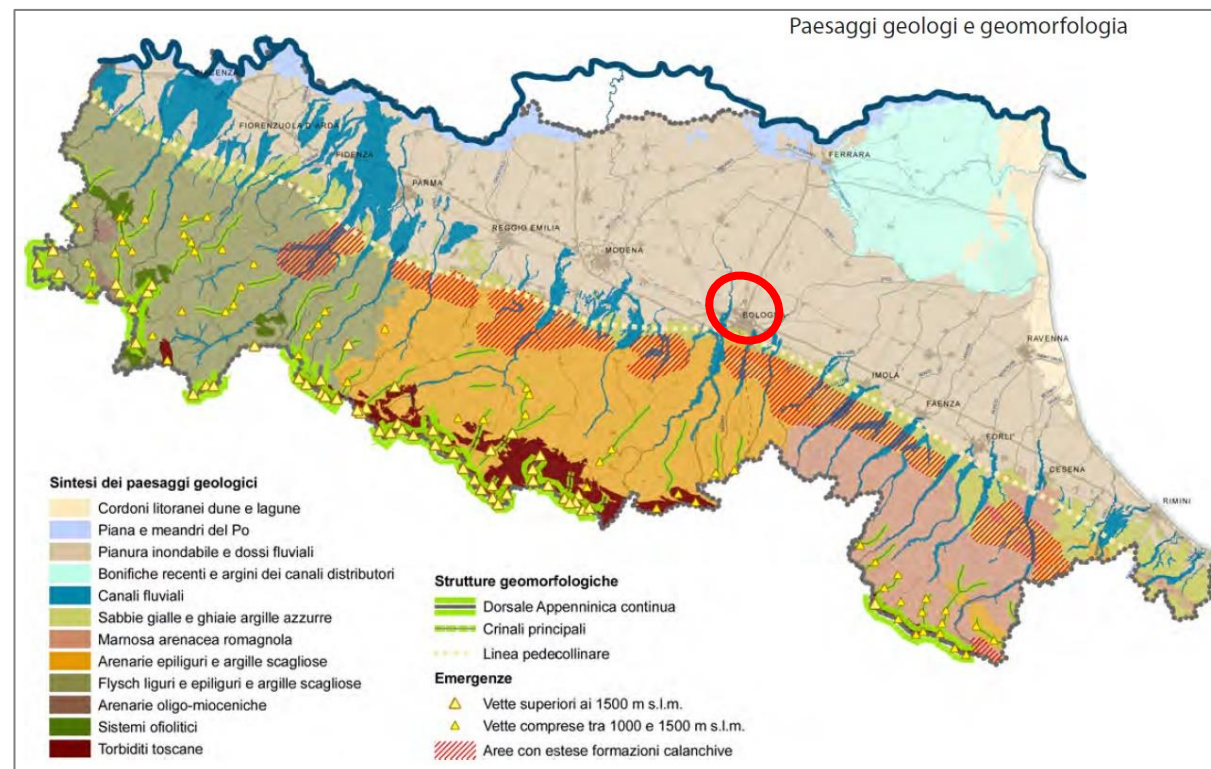 Paesaggi geologi e geomorfologia
PIACENZA
FIORENZUOLA D'ARDA
FIDENZA
PARMA
REGGIO EMILIA
MODENA
FERRARA
BOLOGNA
RAVENNA
IMOLA
FAENZA
FORLI'
CESENA
RIMINI
Sintesi dei paesaggi geologici
Cordoni litoranei dune e lagune
Piana e meandri del Po
Pianura inondabile e dossi fluviali
Bonifiche recenti e argini dei canali distributori
Canali fluviali
Sabbie gialle e ghiaie argille azzurre
Marnosa arenacea romagnola
Arenarie epiliguri e argille scagliose
Flysch liguri e epiliguri e argille scagliose
Arenarie oligo-mioceniche
Sistemi ofiolitici
Torbiditi toscane
Strutture geomorfologiche
Dorsale Appenninica continua
Crinali principali
Linea pedecollinare
Emergenze
Vette superiori ai 1500 m s.l.m.
Vette comprese tra 1000 e 1500 m s.l.m.
Aree con estese formazioni calanchive